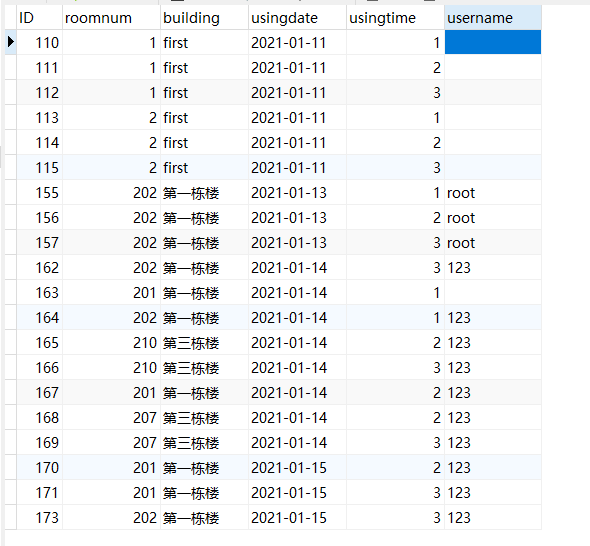 ID roomnum building usingdate usingtime username
110 1 first 2021-01-11 1
111 1 first 2021-01-11 2
112 1 first 2021-01-11 3
113 2 first 2021-01-11 1
114 2 first 2021-01-11 2
115 2 first 2021-01-11 3
155 202 第一栋楼 2021-01-13 1 root
156 202 第一栋楼 2021-01-13 2 root
157 202 第一栋楼 2021-01-13 3 root
162 202 第一栋楼 2021-01-14 3 123
163 201 第一栋楼 2021-01-14 1
164 202 第一栋楼 2021-01-14 1 123
165 210 第三栋楼 2021-01-14 2 123
166 210 第三栋楼 2021-01-14 3 123
167 201 第一栋楼 2021-01-14 2 123
168 207 第三栋楼 2021-01-14 2 123
169 207 第三栋楼 2021-01-14 3 123
170 201 第一栋楼 2021-01-15 2 123
171 201 第一栋楼 2021-01-15 3 123
173 202 第一栋楼 2021-01-15 3 123